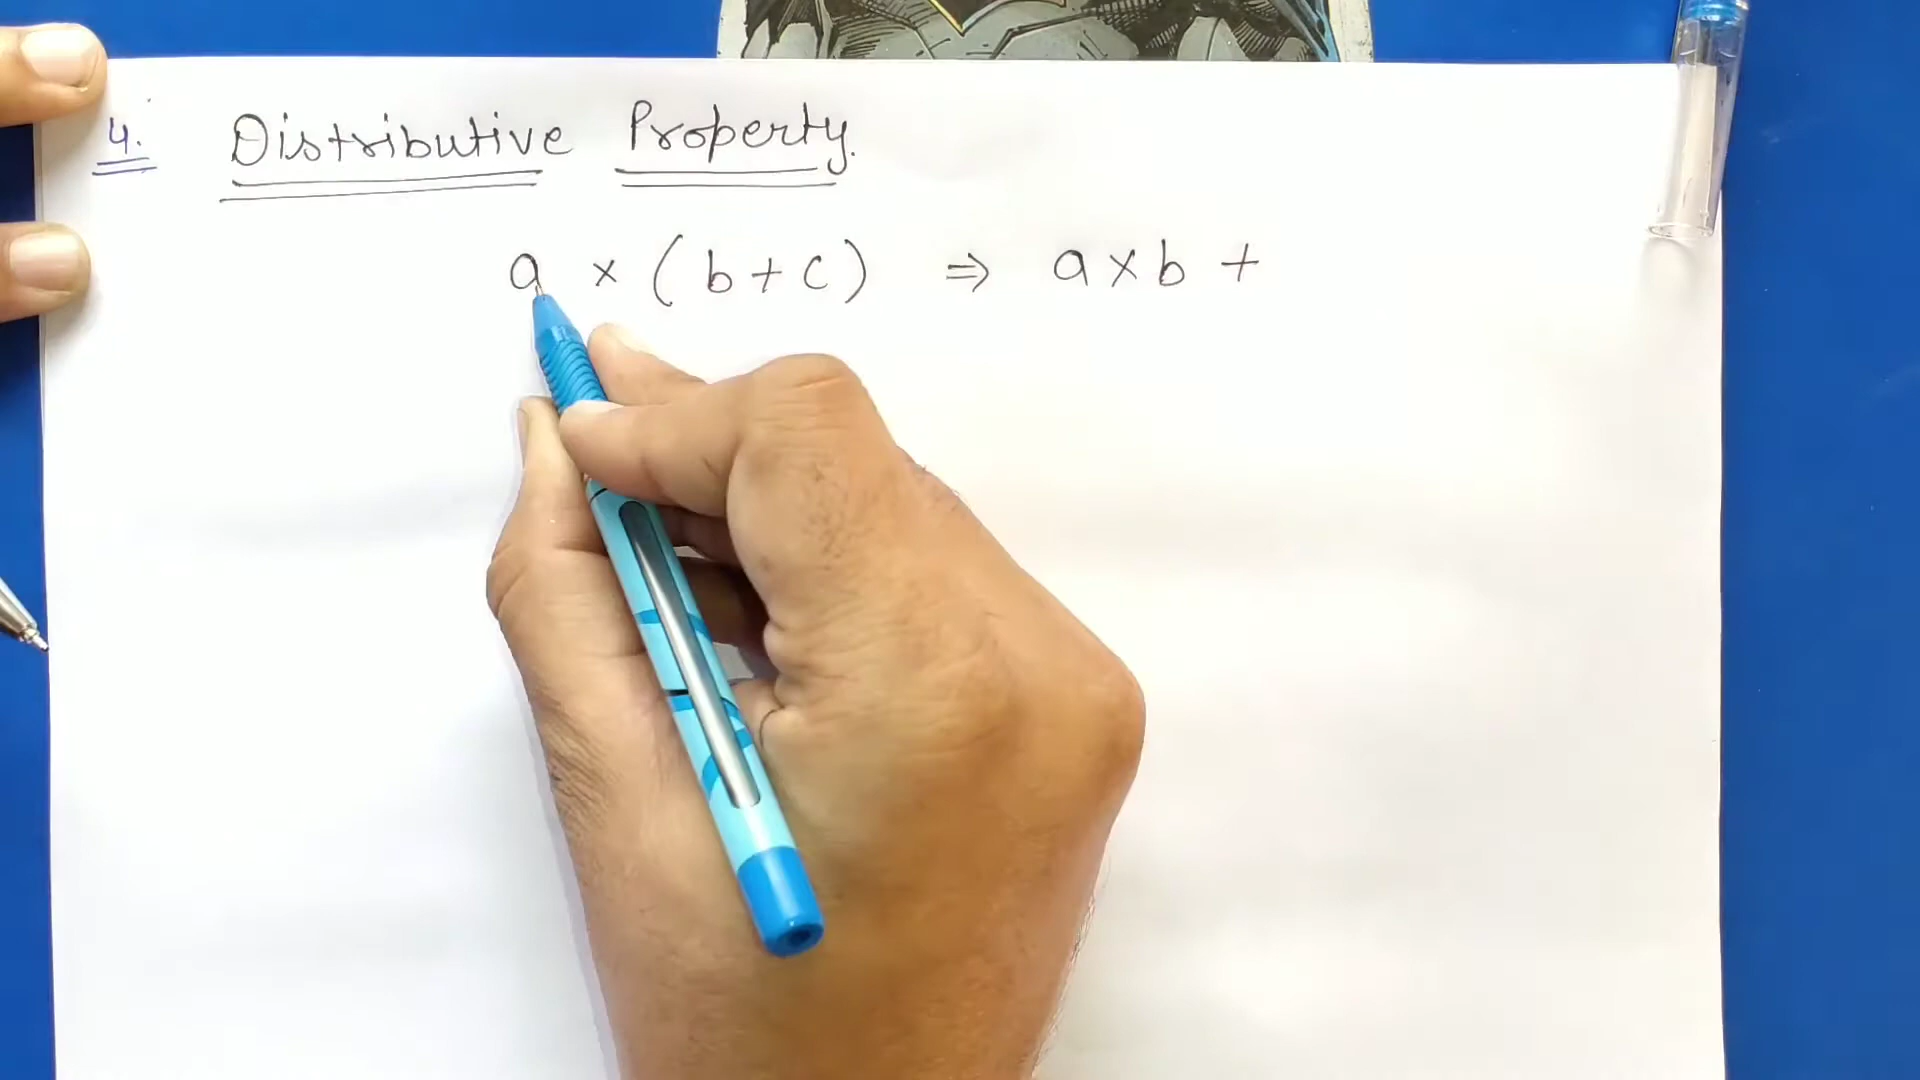 4. Distributive Property.
a × ( b + c ) ⇒ a × b +